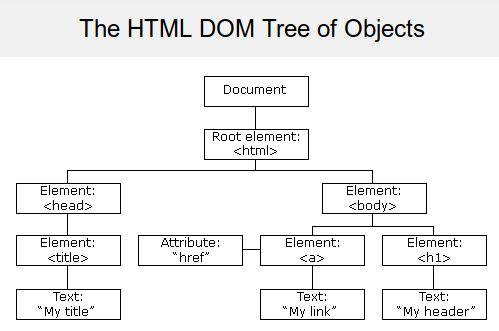 The HTML DOM Tree of Objects
Document
Root element:
<html>
Element:
<head>
Element:
<body>
Element:
<title>
Attribute:
“href”
Element:
<a>
Element:
<h1>
Text:
“My title”
Text:
“My link”
Text:
“My header”